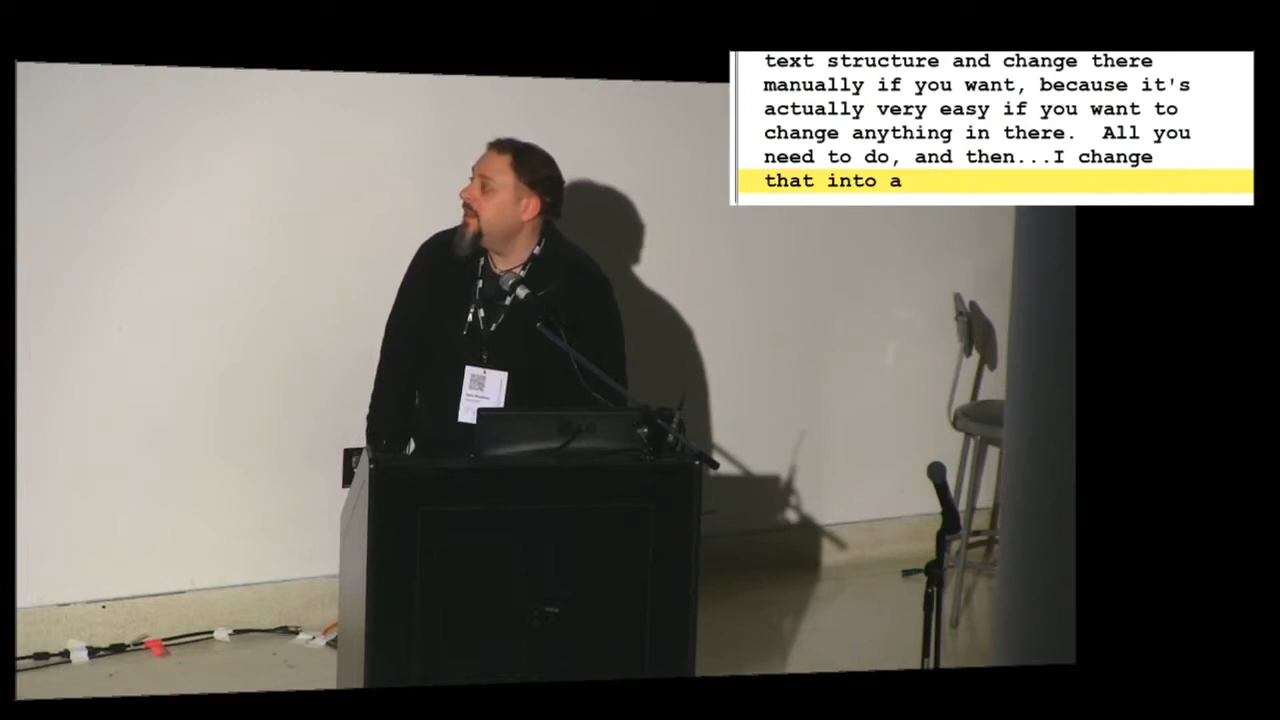 text structure and change there
manually if you want, because it's
actually very easy if you want to
change anything in there.  All you
need to do, and then...I change
that into a